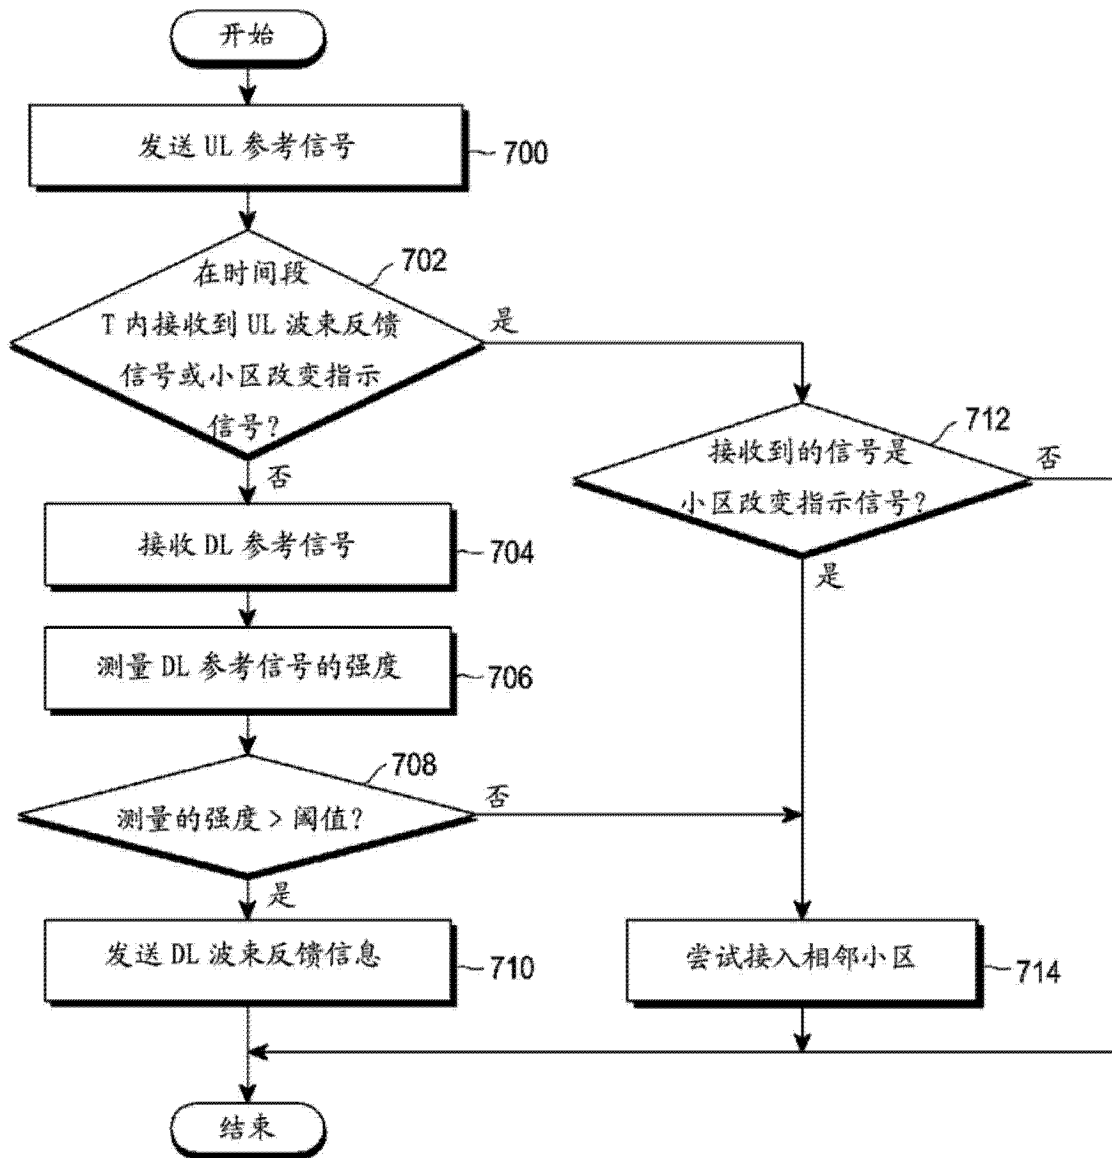 开始
发送 UL 参考信号
700
在时间段
T 内接收到 UL 波束反馈
信号或小区改变指示
信号?
702
是
否
接收到的信号是
小区改变指示信号?
712
否
是
接收 DL 参考信号
704
测量 DL 参考信号的强度
706
测量的强度 > 阈值?
708
否
是
发送 DL 波束反馈信息
710
尝试接入相邻小区
714
结束